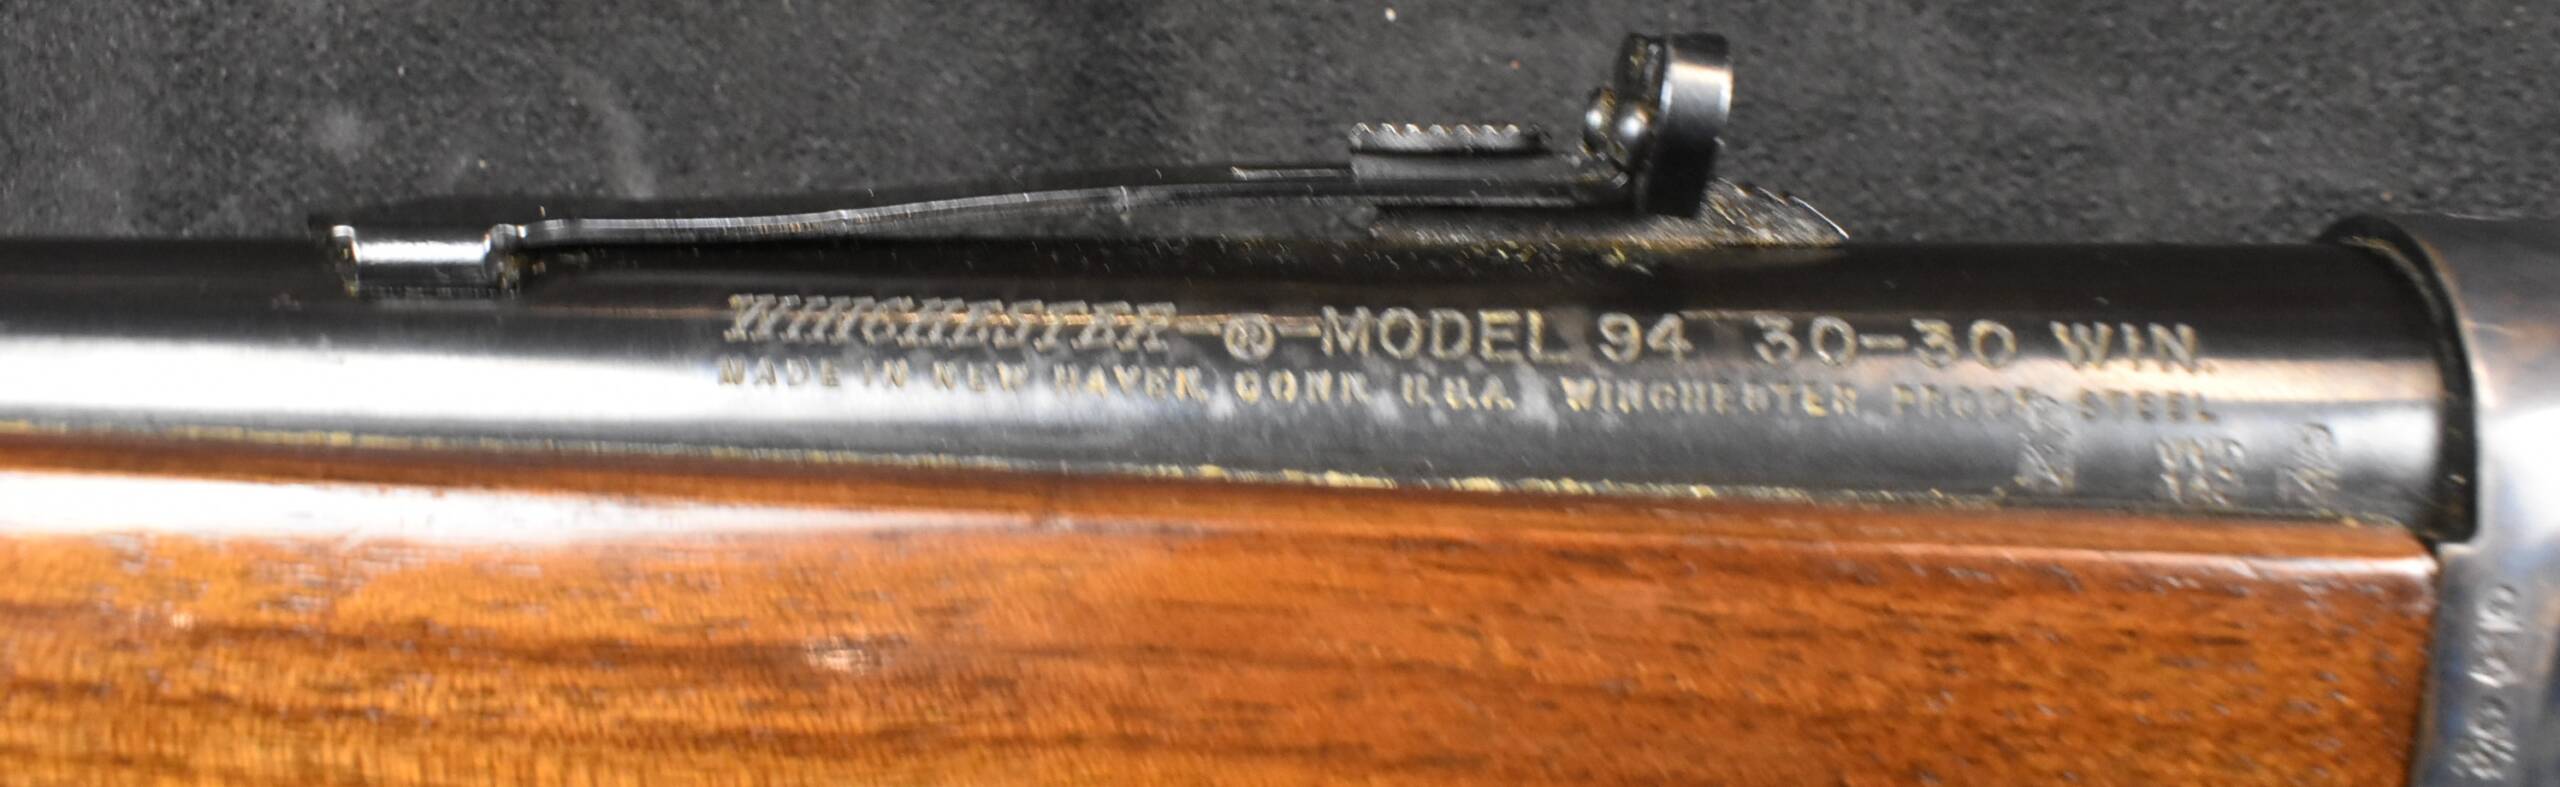 WINCHESTER-®-MODEL 94 30-30 WIN.
MADE IN NEW HAVEN, CONN. U.S.A. WINCHESTER PROOF STEEL